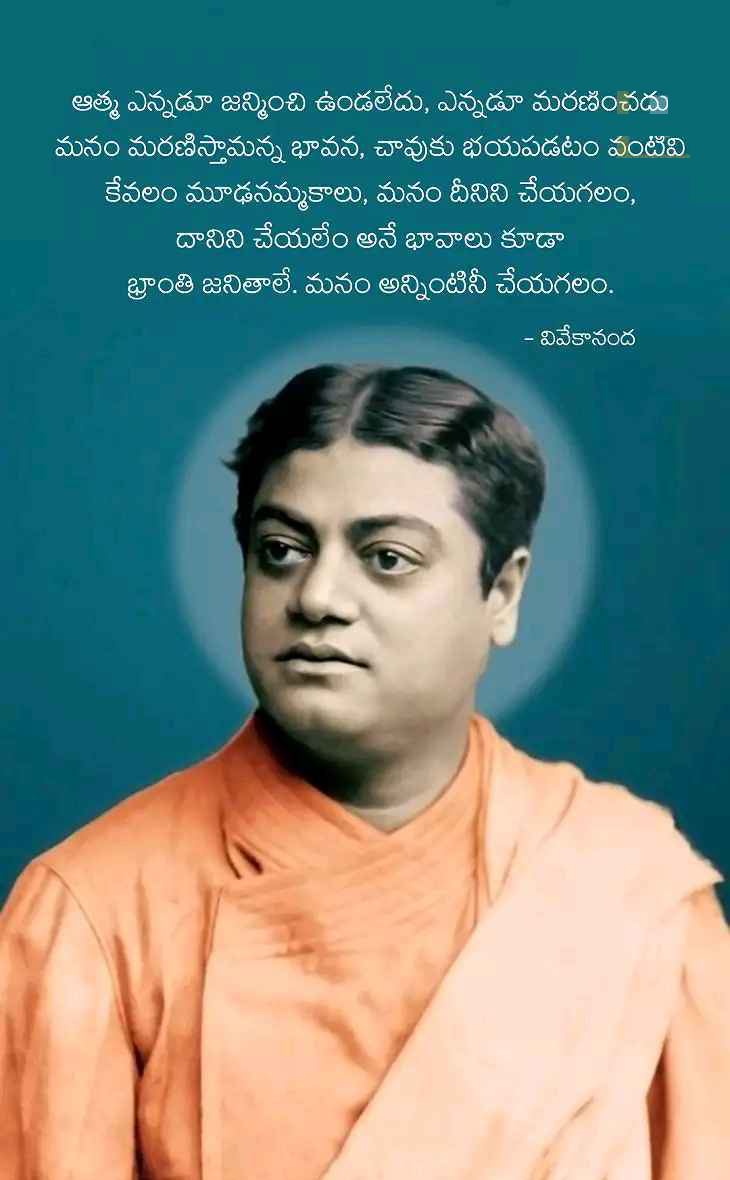 ఆత్మ ఎన్నడూ జన్మించి ఉండలేదు, ఎన్నడూ మరణించదు
మనం మరణిస్తామన్న భావన, చావుకు భయపడటం వంటివి
కేవలం మూఢనమ్మకాలు, మనం దీనిని చేయగలం,
దానిని చేయలేం అనే భావాలు కూడా
భ్రాంతి జనితాలే. మనం అన్నింటినీ చేయగలం.
- వివేకానంద